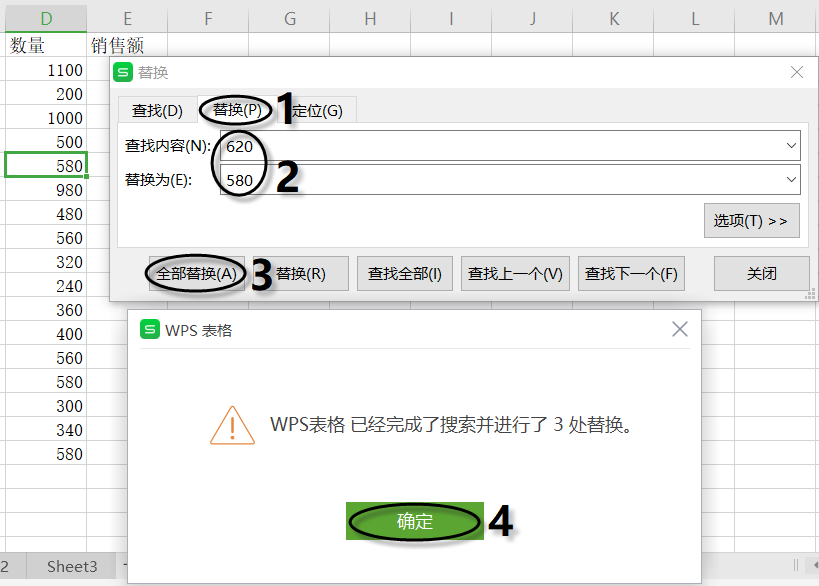 D E F G H I J K L M
数量 销售额
1100
200
1000
500
580
980
480
560
320
240
360
400
560
580
300
340
580
S 替换
查找(D) 替换(P) 1 定位(G)
查找内容(N): 620
替换为(E): 580 2
选项(T) >>
全部替换(A) 3 替换(R) 查找全部(I) 查找上一个(V) 查找下一个(F) 关闭
S WPS 表格
WPS表格 已经完成了搜索并进行了 3 处替换。
确定 4
2 Sheet3